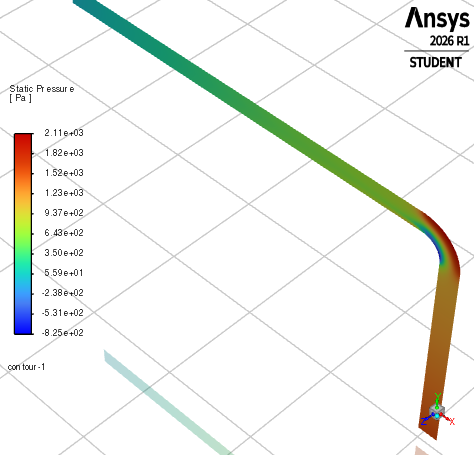 Ansys
2026 R1
STUDENT
Static Pressure
[ Pa ]
2.11e+03
1.82e+03
1.52e+03
1.23e+03
9.37e+02
6.43e+02
3.50e+02
5.59e+01
-2.38e+02
-5.31e+02
-8.25e+02
contour-1
Y
Z
X